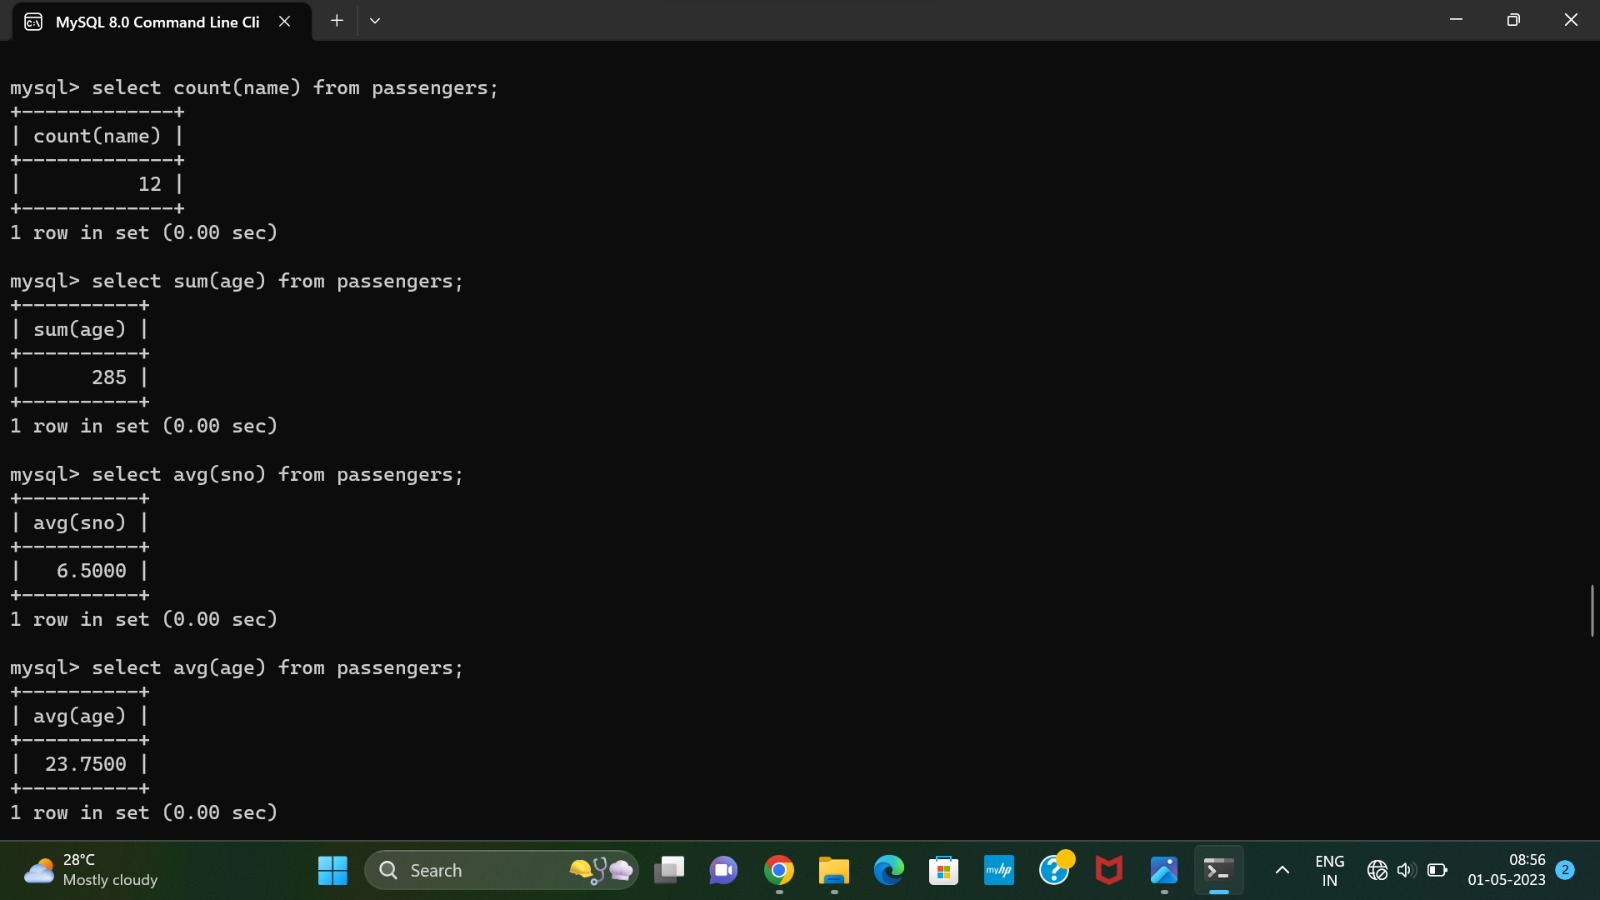 MySQL 8.0 Command Line Cli
mysql> select count(name) from passengers;
+-------------+
| count(name) |
+-------------+
|          12 |
+-------------+
1 row in set (0.00 sec)
mysql> select sum(age) from passengers;
+----------+
| sum(age) |
+----------+
|      285 |
+----------+
1 row in set (0.00 sec)
mysql> select avg(sno) from passengers;
+----------+
| avg(sno) |
+----------+
|   6.5000 |
+----------+
1 row in set (0.00 sec)
mysql> select avg(age) from passengers;
+----------+
| avg(age) |
+----------+
|  23.7500 |
+----------+
1 row in set (0.00 sec)
28°C
Mostly cloudy
Search
myhp
ENG
IN
08:56
01-05-2023
2